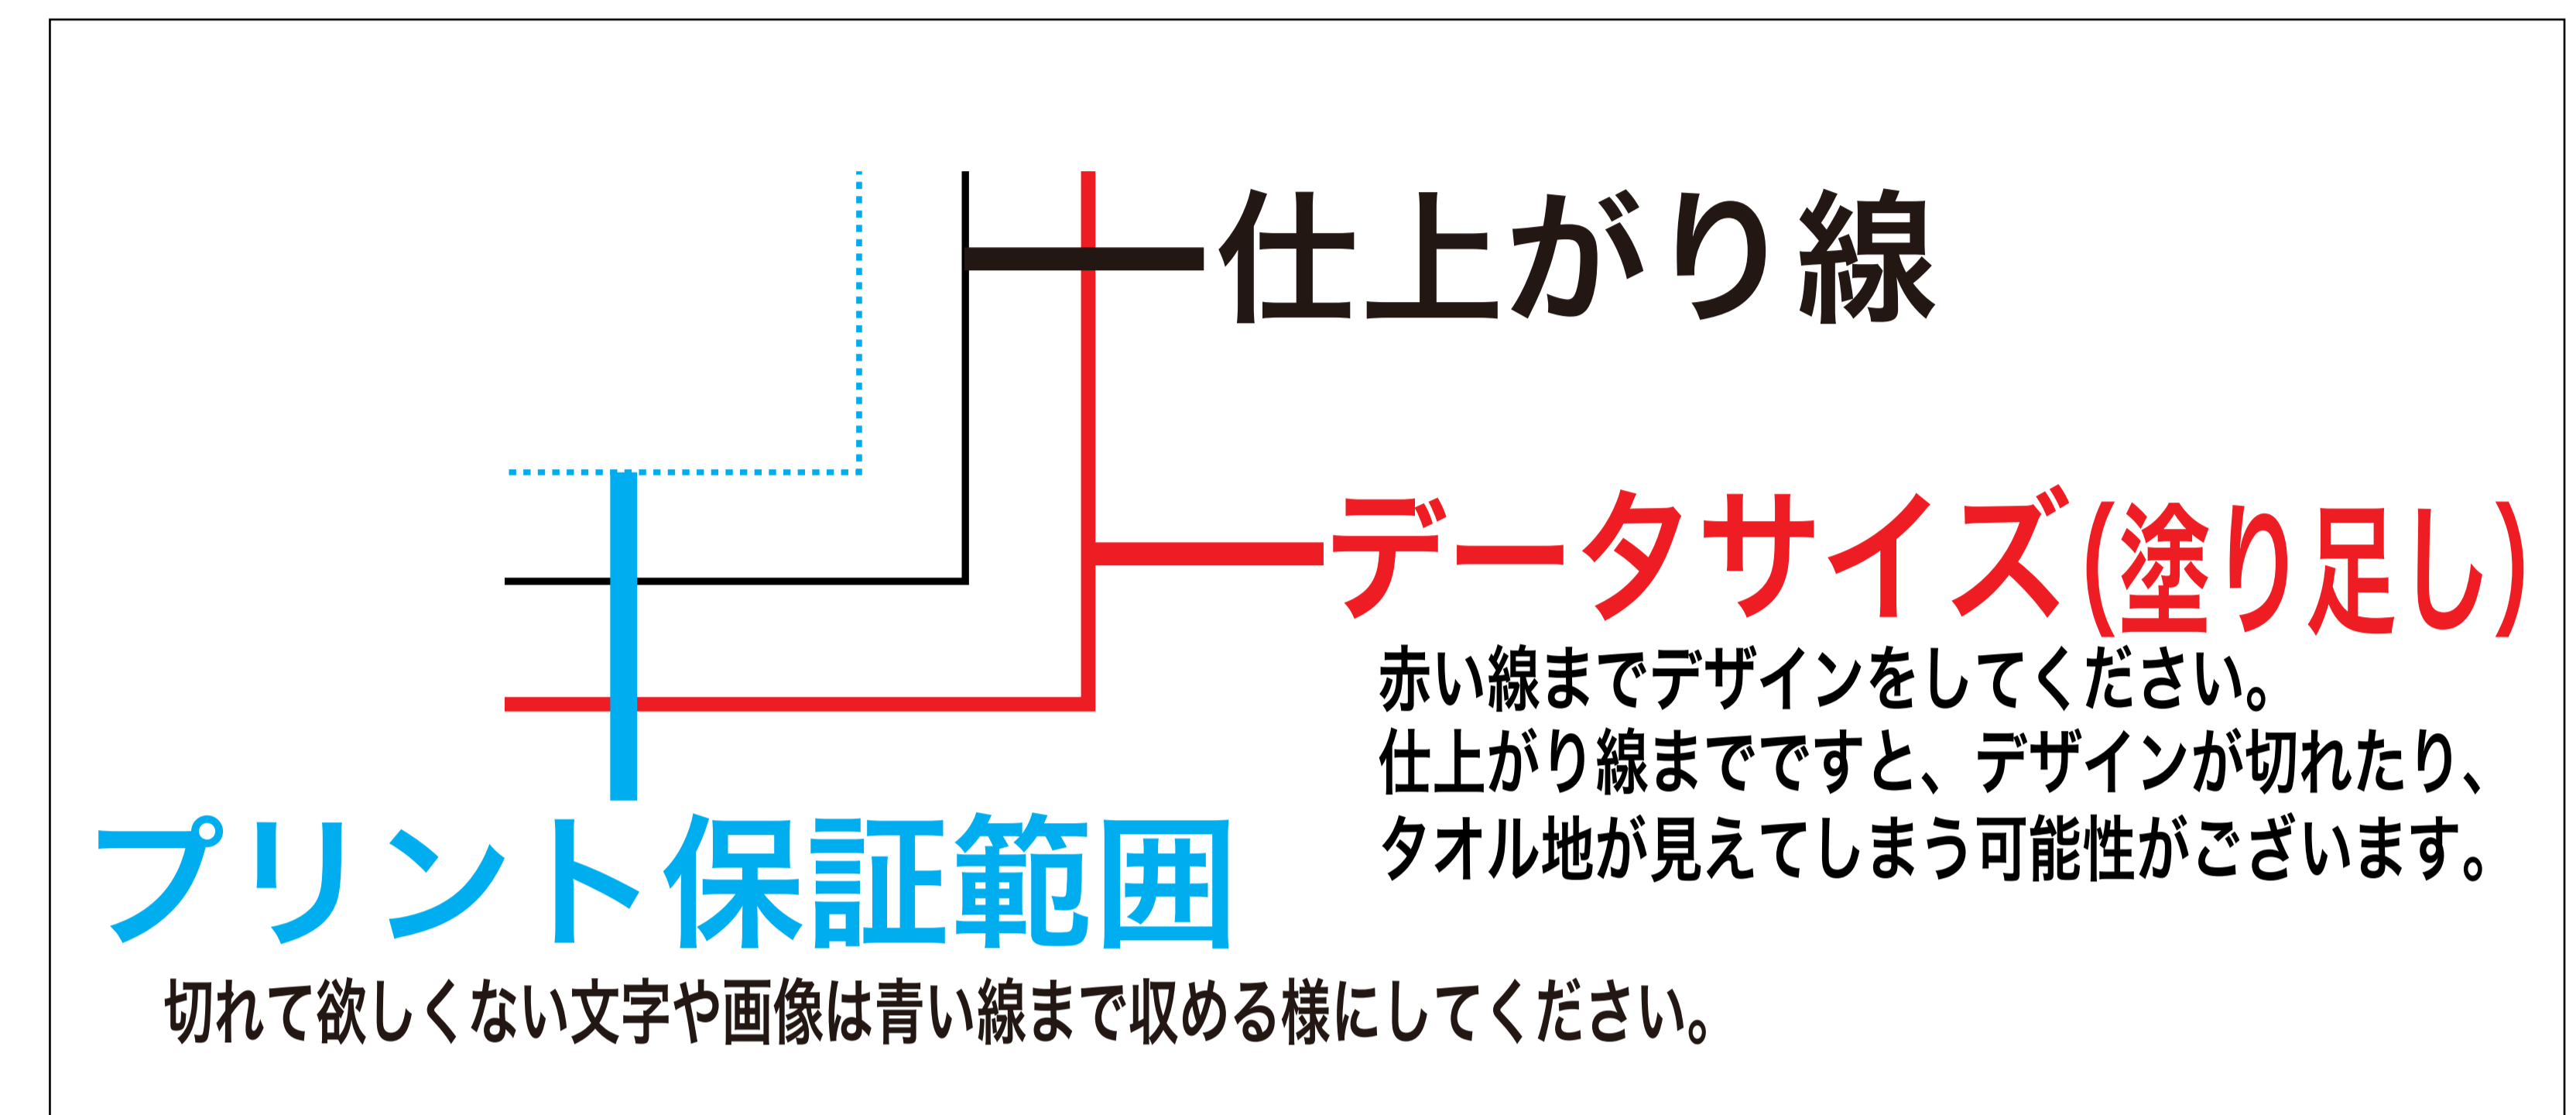 仕上がり線
データサイズ(塗り足し)
赤い線までデザインをしてください。
仕上がり線まででですと、デザインが切れたり、
タオル地が見えてしまう可能性がございます。
プリント保証範囲
切れて欲しくない文字や画像は青い線まで収める様にしてください。